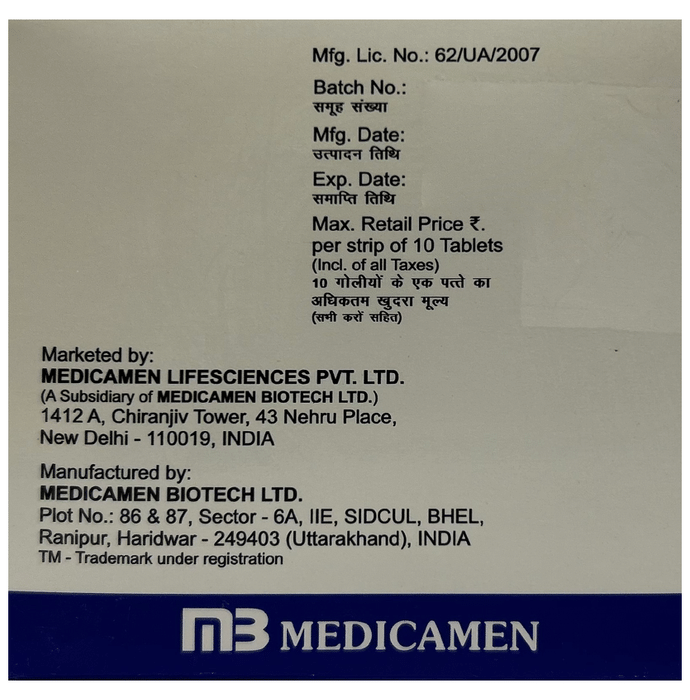 Mfg. Lic. No.: 62/UA/2007
Batch No.:
समूह संख्या
Mfg. Date:
उत्पादन तिथि
Exp. Date:
समाप्ति तिथि
Max. Retail Price ₹.
per strip of 10 Tablets
(Incl. of all Taxes)
10 गोलीयों के एक पत्ते का
अधिकतम खुदरा मूल्य
(सभी करों सहित)
Marketed by:
MEDICAMEN LIFESCIENCES PVT. LTD.
(A Subsidiary of MEDICAMEN BIOTECH LTD.)
1412 A, Chiranjiv Tower, 43 Nehru Place,
New Delhi - 110019, INDIA
Manufactured by:
MEDICAMEN BIOTECH LTD.
Plot No.: 86 & 87, Sector - 6A, IIE, SIDCUL, BHEL,
Ranipur, Haridwar - 249403 (Uttarakhand), INDIA
TM - Trademark under registration
MB MEDICAMEN